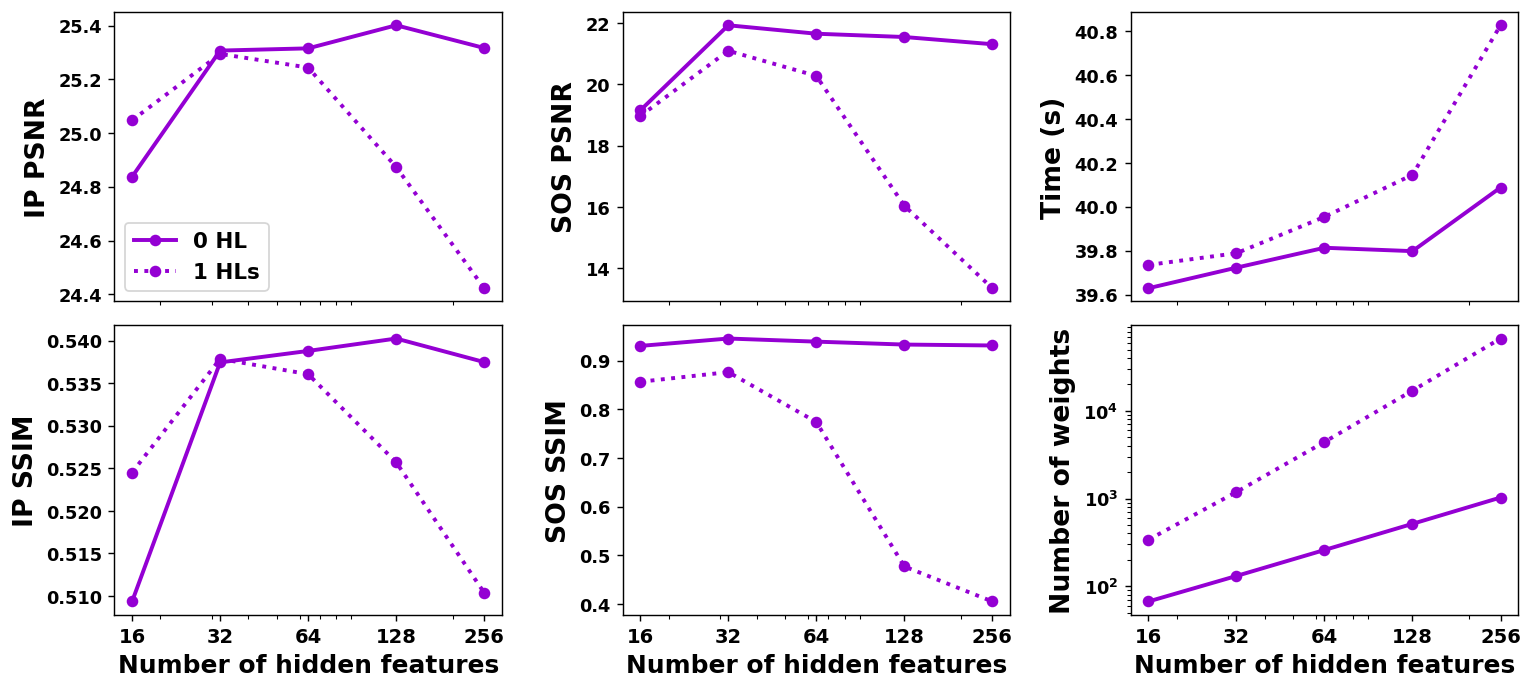 25.4
25.2
25.0
24.8
24.6
24.4
IP PSNR
0 HL
1 HLs
22
20
18
16
14
SOS PSNR
40.8
40.6
40.4
40.2
40.0
39.8
39.6
Time (s)
0.540
0.535
0.530
0.525
0.520
0.515
0.510
IP SSIM
16 32 64 128 256
Number of hidden features
0.9
0.8
0.7
0.6
0.5
0.4
SOS SSIM
16 32 64 128 256
Number of hidden features
10⁴
10³
10²
Number of weights
16 32 64 128 256
Number of hidden features